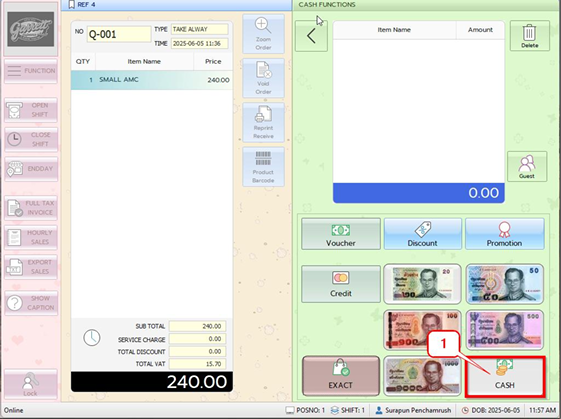 REF 4
CASH FUNCTIONS
Garrett
NO Q-001
TYPE TAKE ALWAY
TIME 2025-06-05 11:36
QTY Item Name Price
1 SMALL AMC 240.00
SUB TOTAL 240.00
SERVICE CHARGE 0.00
TOTAL DISCOUNT 0.00
TOTAL VAT 15.70
240.00
FUNCTION
OPEN
SHIFT
CLOSE
SHIFT
ENDDAY
FULL TAX
INVOICE
HOURLY
SALES
EXPORT
SALES
SHOW
CAPTION
Lock
Zoom
Order
Void
Order
Reprint
Receive
Product
Barcode
Item Name Amount
Delete
Guest
0.00
Voucher
Discount
Promotion
Credit
20
50
100
500
1000
EXACT
CASH
1
Online
POSNO: 1
SHIFT: 1
Surapun Penchamrush
DOB: 2025-06-05
11:57 AM